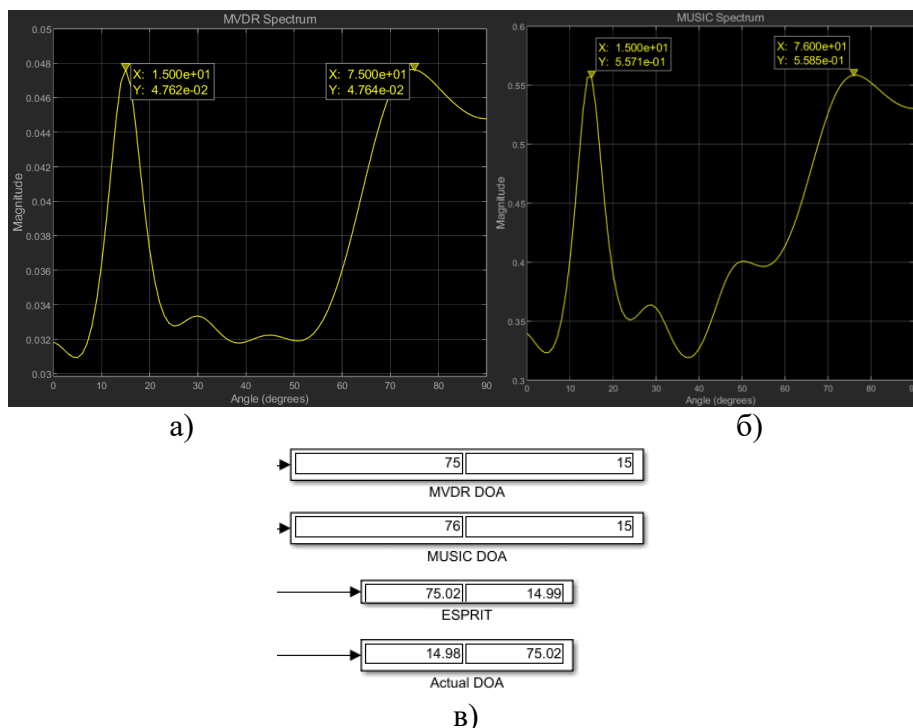 MVDR Spectrum
0.05
0.048
0.046
0.044
0.042
0.04
0.038
0.036
0.034
0.032
0.03
Magnitude
X: 1.500e+01
Y: 4.762e-02
X: 7.500e+01
Y: 4.764e-02
0 10 20 30 40 50 60 70 80 90
Angle (degrees)
а)
MUSIC Spectrum
0.6
0.55
0.5
0.45
0.4
0.35
0.3
Magnitude
X: 1.500e+01
Y: 5.571e-01
X: 7.600e+01
Y: 5.585e-01
0 10 20 30 40 50 60 70 80 90
Angle (degrees)
б)
75 15
MVDR DOA
76 15
MUSIC DOA
75.02 14.99
ESPRIT
14.98 75.02
Actual DOA
в)